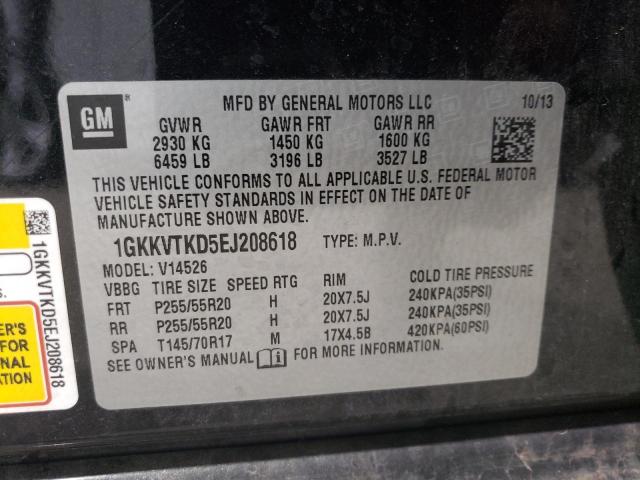 GM
MFD BY GENERAL MOTORS LLC 10/13
GVWR GAWR FRT GAWR RR
2930 KG 1450 KG 1600 KG
6459 LB 3196 LB 3527 LB
THIS VEHICLE CONFORMS TO ALL APPLICABLE U.S. FEDERAL MOTOR
VEHICLE SAFETY STANDARDS IN EFFECT ON THE DATE OF
MANUFACTURE SHOWN ABOVE.
1GKKVTKD5EJ208618 TYPE: M.P.V.
MODEL: V14526
VBBG TIRE SIZE SPEED RTG RIM COLD TIRE PRESSURE
FRT P255/55R20 H 20X7.5J 240KPA(35PSI)
RR P255/55R20 H 20X7.5J 240KPA(35PSI)
SPA T145/70R17 M 17X4.5B 420KPA(60PSI)
SEE OWNER'S MANUAL FOR MORE INFORMATION.
1GKKVTKD5EJ208618
s.
ER'S
FOR
NAL
TION